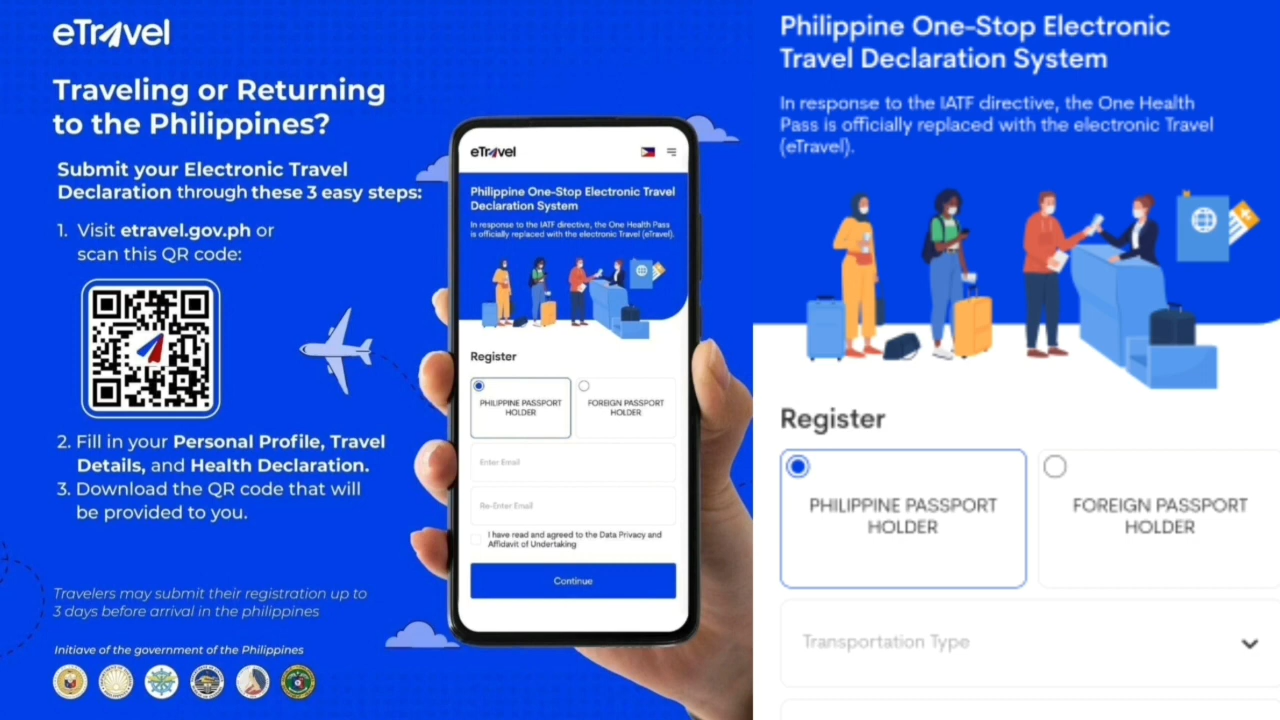 eTravel
Traveling or Returning
to the Philippines?
Submit your Electronic Travel
Declaration through these 3 easy steps:
1. Visit etravel.gov.ph or
scan this QR code:
2. Fill in your Personal Profile, Travel
Details, and Health Declaration.
3. Download the QR code that will
be provided to you.
Travelers may submit their registration up to
3 days before arrival in the philippines
Initiave of the government of the Philippines
eTravel
Philippine One-Stop Electronic Travel
Declaration System
In response to the IATF directive, the One Health Pass
is officially replaced with the electronic Travel (eTravel).
Register
PHILIPPINE PASSPORT
HOLDER
FOREIGN PASSPORT
HOLDER
Enter Email
Re-Enter Email
I have read and agreed to the Data Privacy and
Affidavit of Undertaking
Continue
Philippine One-Stop Electronic
Travel Declaration System
In response to the IATF directive, the One Health
Pass is officially replaced with the electronic Travel
(eTravel).
Register
PHILIPPINE PASSPORT
HOLDER
FOREIGN PASSPORT
HOLDER
Transportation Type